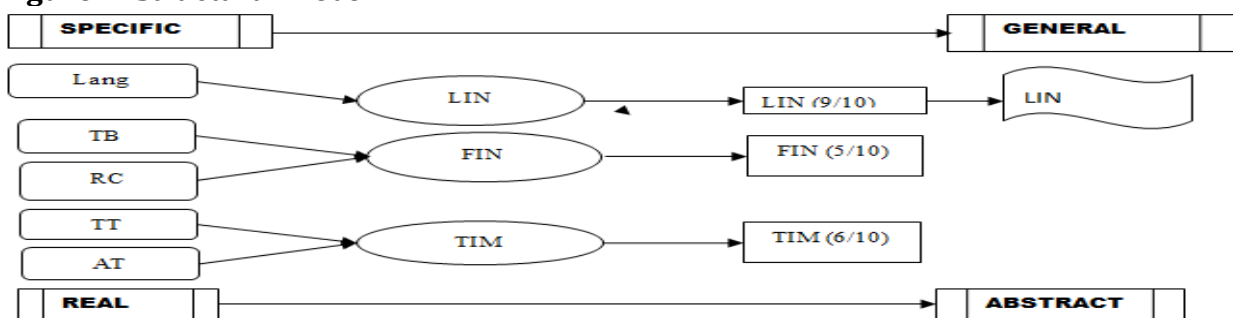 SPECIFIC GENERAL
Lang LIN LIN (9/10) LIN
TB FIN FIN (5/10)
RC
TT TIM TIM (6/10)
AT
REAL ABSTRACT